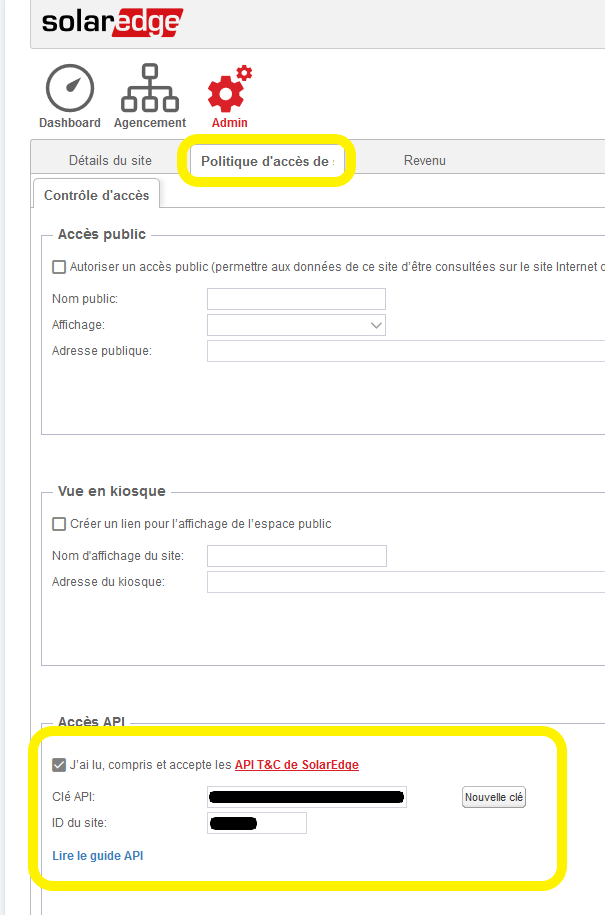 solaredge
Dashboard Agencement Admin
Détails du site Politique d'accès de Revenu
Contrôle d'accès
Accès public
Autoriser un accès public (permettre aux données de ce site d'être consultées sur le site Internet
Nom public:
Affichage:
Adresse publique:
Vue en kiosque
Créer un lien pour l'affichage de l'espace public
Nom d'affichage du site:
Adresse du kiosque:
Accès API
J'ai lu, compris et accepte les API T&C de SolarEdge
Clé API: Nouvelle clé
ID du site:
Lire le guide API